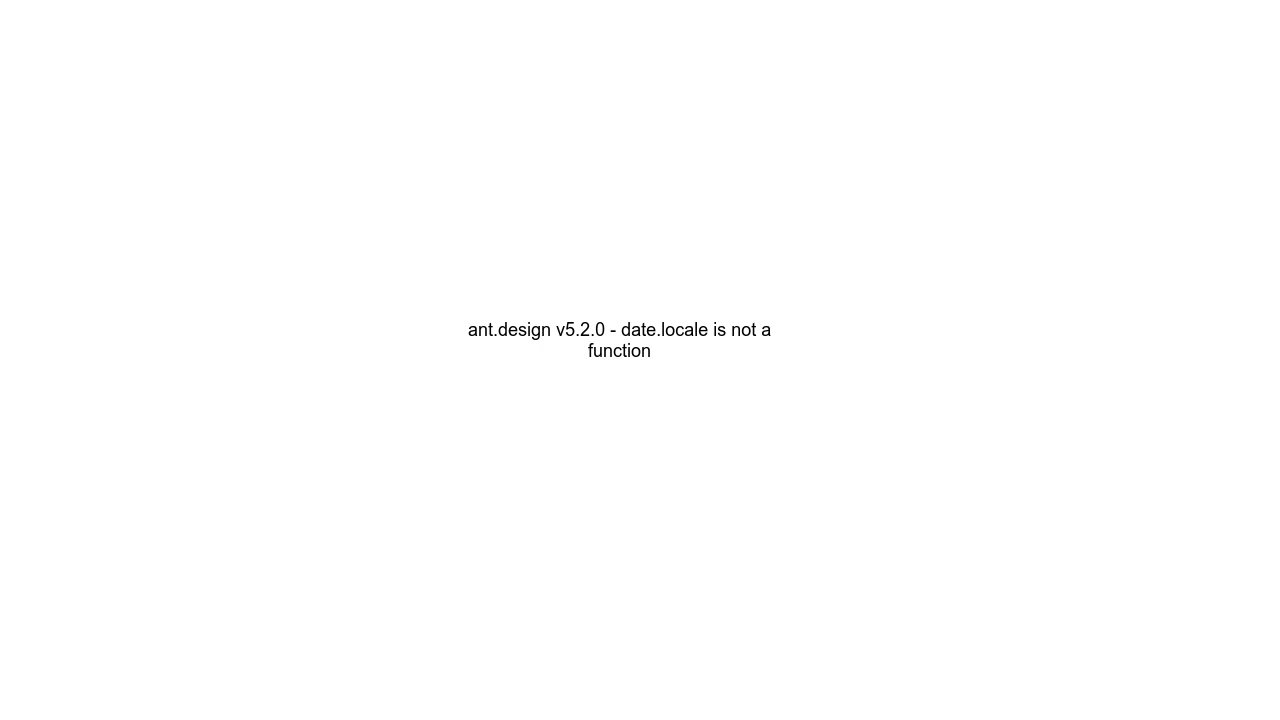 ant.design v5.2.0 - date.locale is not a
function